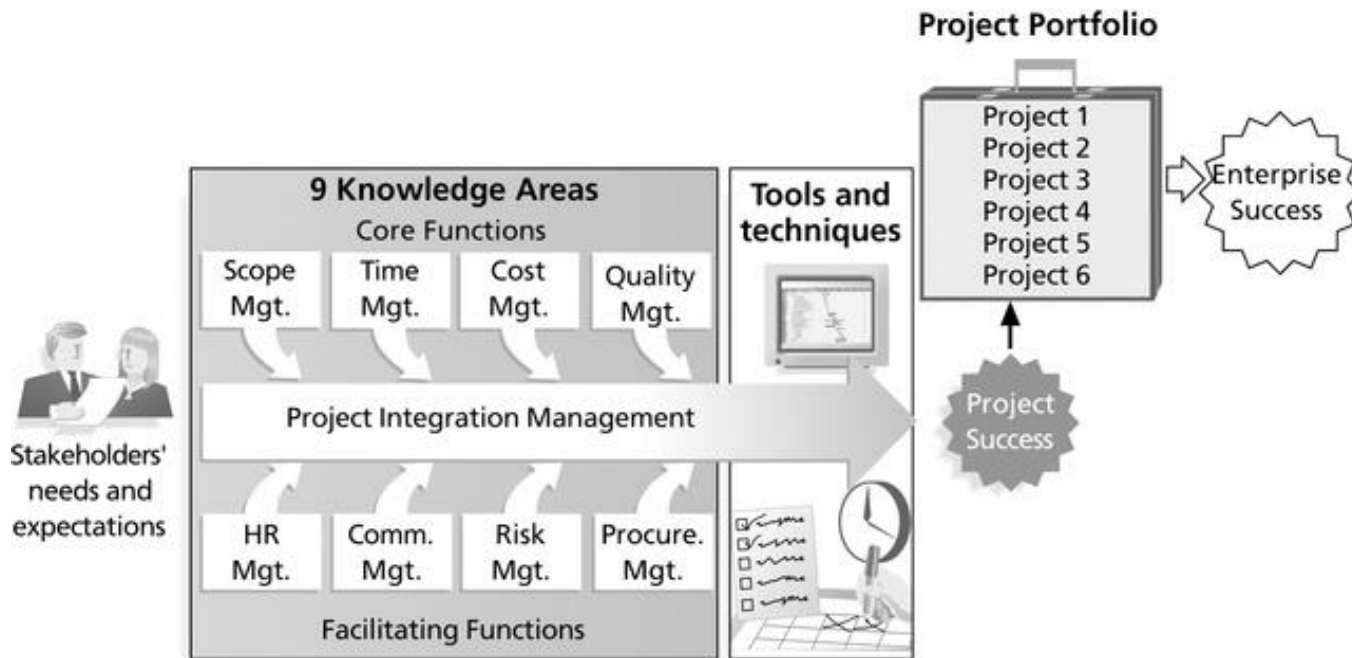 Project Portfolio
Project 1
Project 2
Project 3
Project 4
Project 5
Project 6
Enterprise
Success
9 Knowledge Areas
Core Functions
Scope
Mgt.
Time
Mgt.
Cost
Mgt.
Quality
Mgt.
Tools and
techniques
Project Integration Management
Project
Success
Stakeholders'
needs and
expectations
HR
Mgt.
Comm.
Mgt.
Risk
Mgt.
Procure.
Mgt.
Facilitating Functions